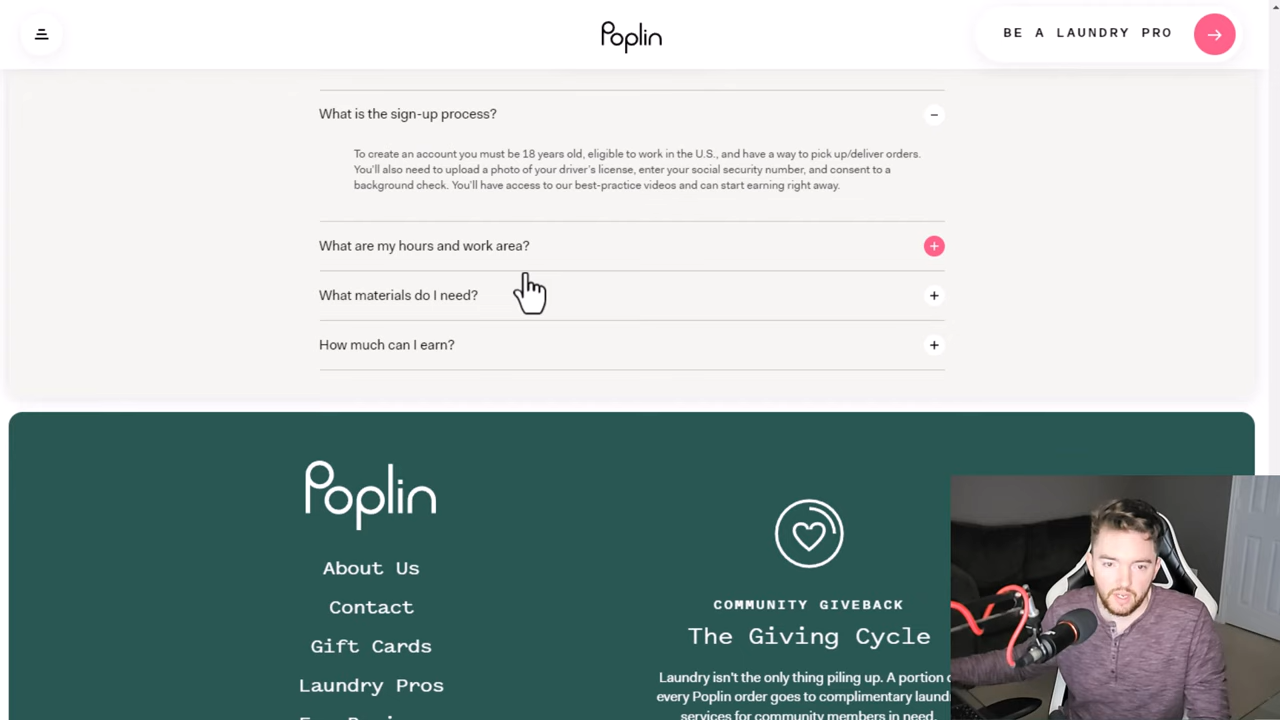 Poplin
BE A LAUNDRY PRO
What is the sign-up process?
To create an account you must be 18 years old, eligible to work in the U.S., and have a way to pick up/deliver orders.
You'll also need to upload a photo of your driver's license, enter your social security number, and consent to a
background check. You'll have access to our best-practice videos and can start earning right away.
What are my hours and work area?
What materials do I need?
How much can I earn?
Poplin
About Us
Contact
Gift Cards
Laundry Pros
COMMUNITY GIVEBACK
The Giving Cycle
Laundry isn't the only thing piling up. A portion
every Poplin order goes to complimentary
services for community members in need.